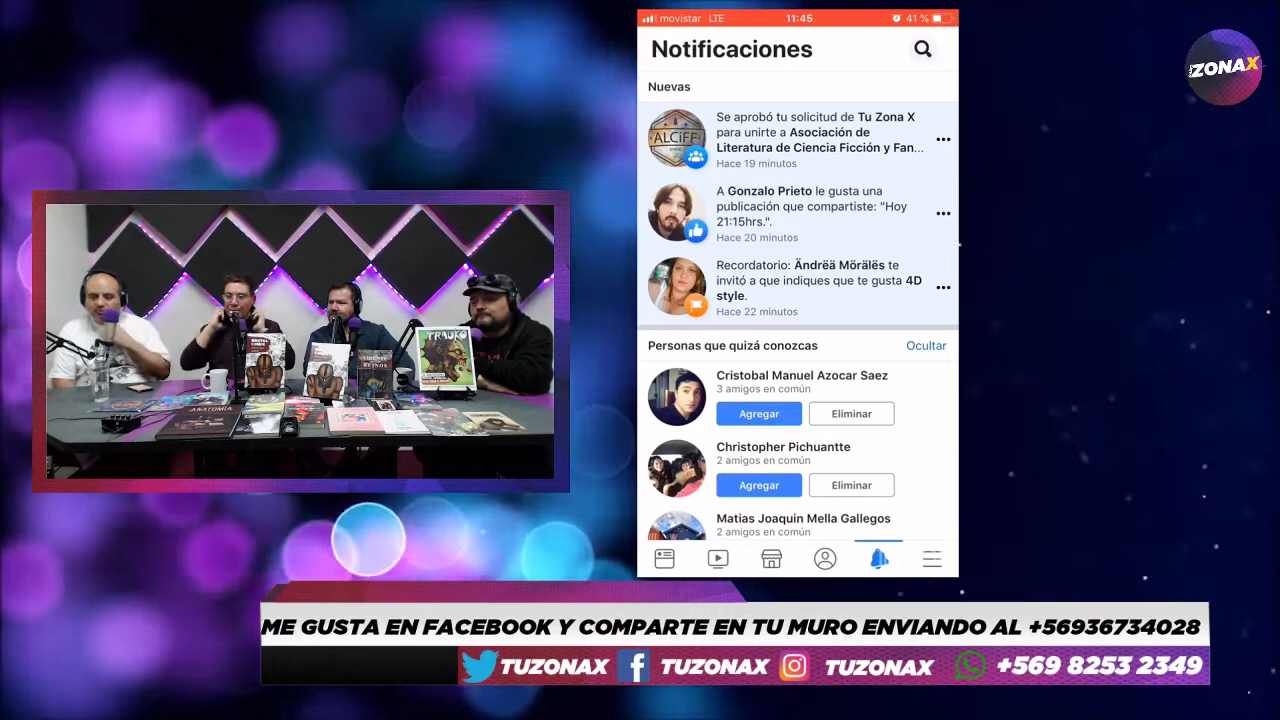 movistar LTE 11:45 41 %
Notificaciones
ZONAX
Nuevas
Se aprobó tu solicitud de Tu Zona X
para unirte a Asociación de
Literatura de Ciencia Ficción y Fan...
Hace 19 minutos
ALCIFF
A Gonzalo Prieto le gusta una
publicación que compartiste: "Hoy
21:15hrs.".
Hace 20 minutos
Recordatorio: Ändrëä Mörälës te
invitó a que indiques que te gusta 4D
style.
Hace 22 minutos
Personas que quizá conozcas Ocultar
Cristobal Manuel Azocar Saez
3 amigos en común
Agregar Eliminar
Christopher Pichuantte
2 amigos en común
Agregar Eliminar
Matias Joaquin Mella Gallegos
2 amigos en común
TRAUKO
REINOS
ANATOMIA
ME GUSTA EN FACEBOOK Y COMPARTE EN TU MURO ENVIANDO AL +56936734028
TUZONAX TUZONAX TUZONAX +569 8253 2349